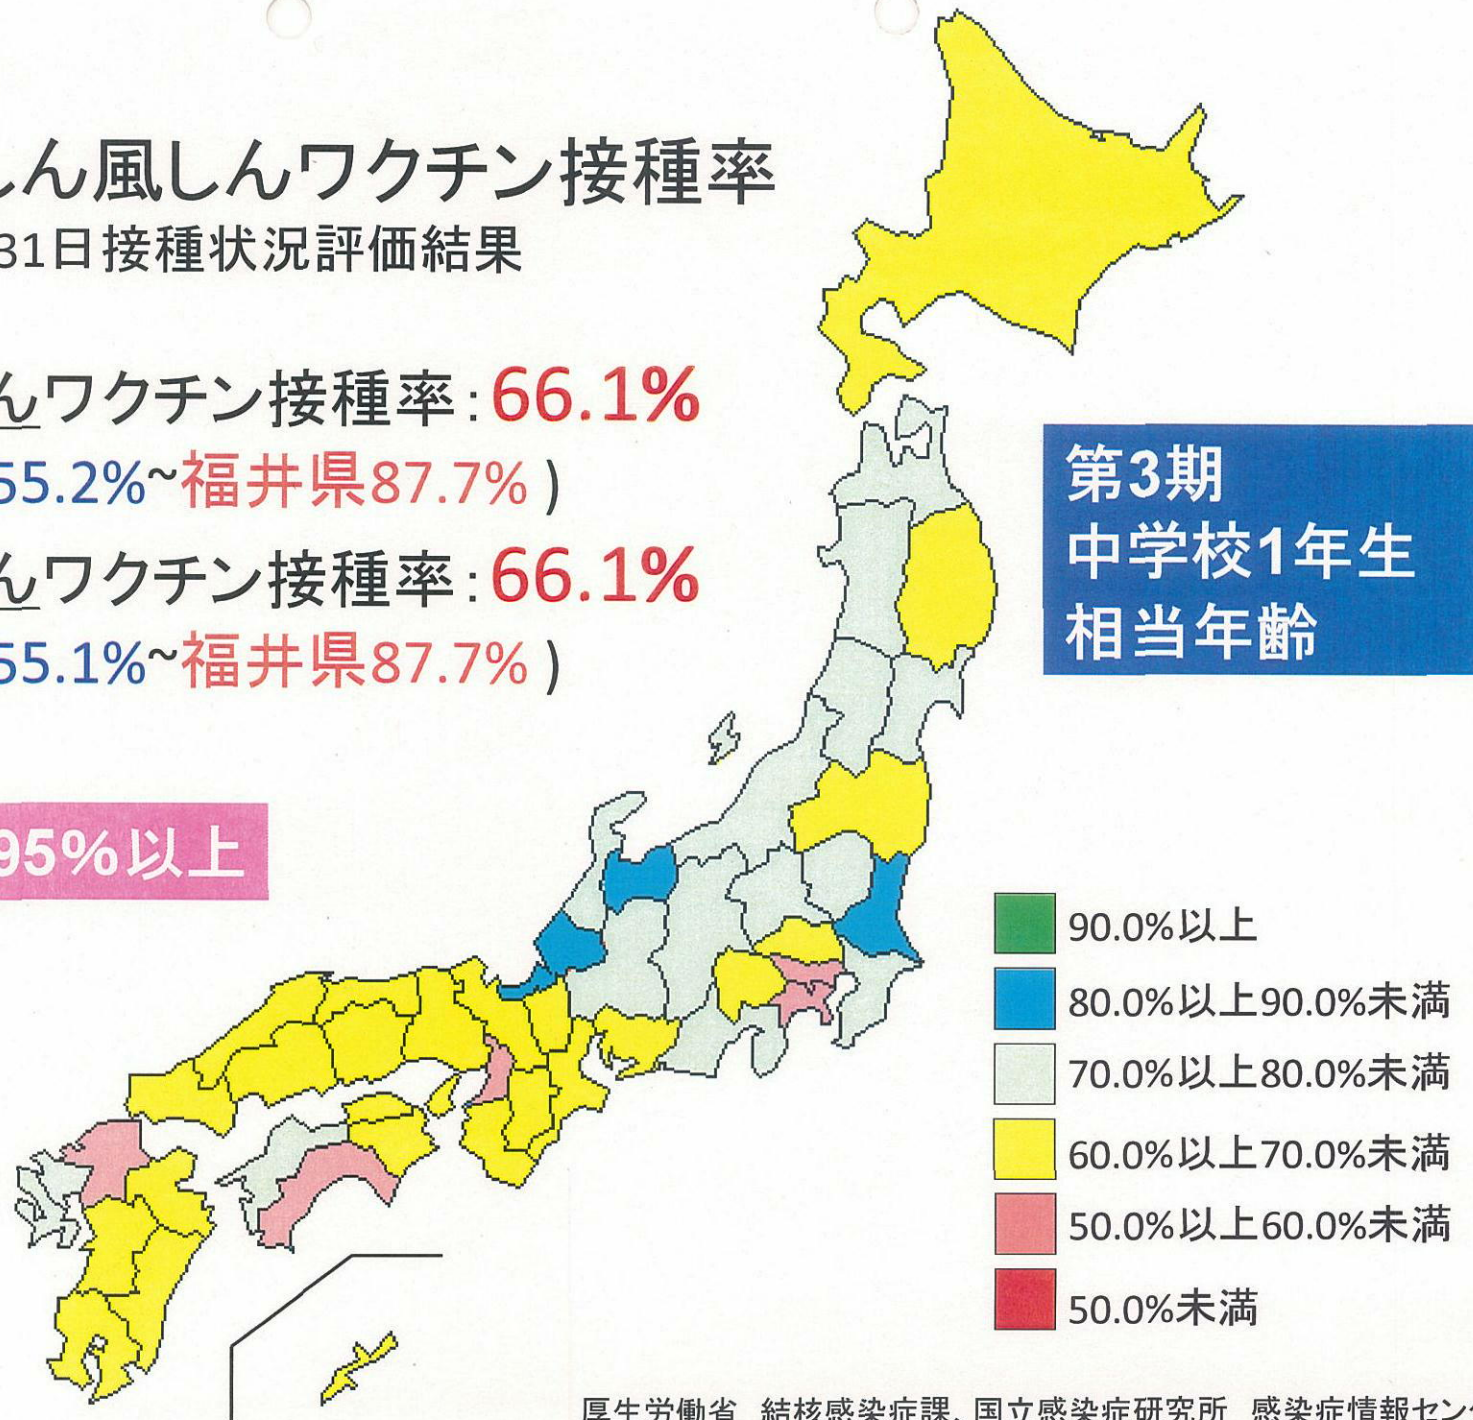 しん風しんワクチン接種率
31日接種状況評価結果
んワクチン接種率:66.1%
55.2%~福井県87.7% )
んワクチン接種率:66.1%
55.1%~福井県87.7% )
第3期
中学校1年生
相当年齢
95%以上
90.0%以上
80.0%以上90.0%未満
70.0%以上80.0%未満
60.0%以上70.0%未満
50.0%以上60.0%未満
50.0%未満
厚生労働省 結核感染症課、国立感染症研究所 感染症情報セン